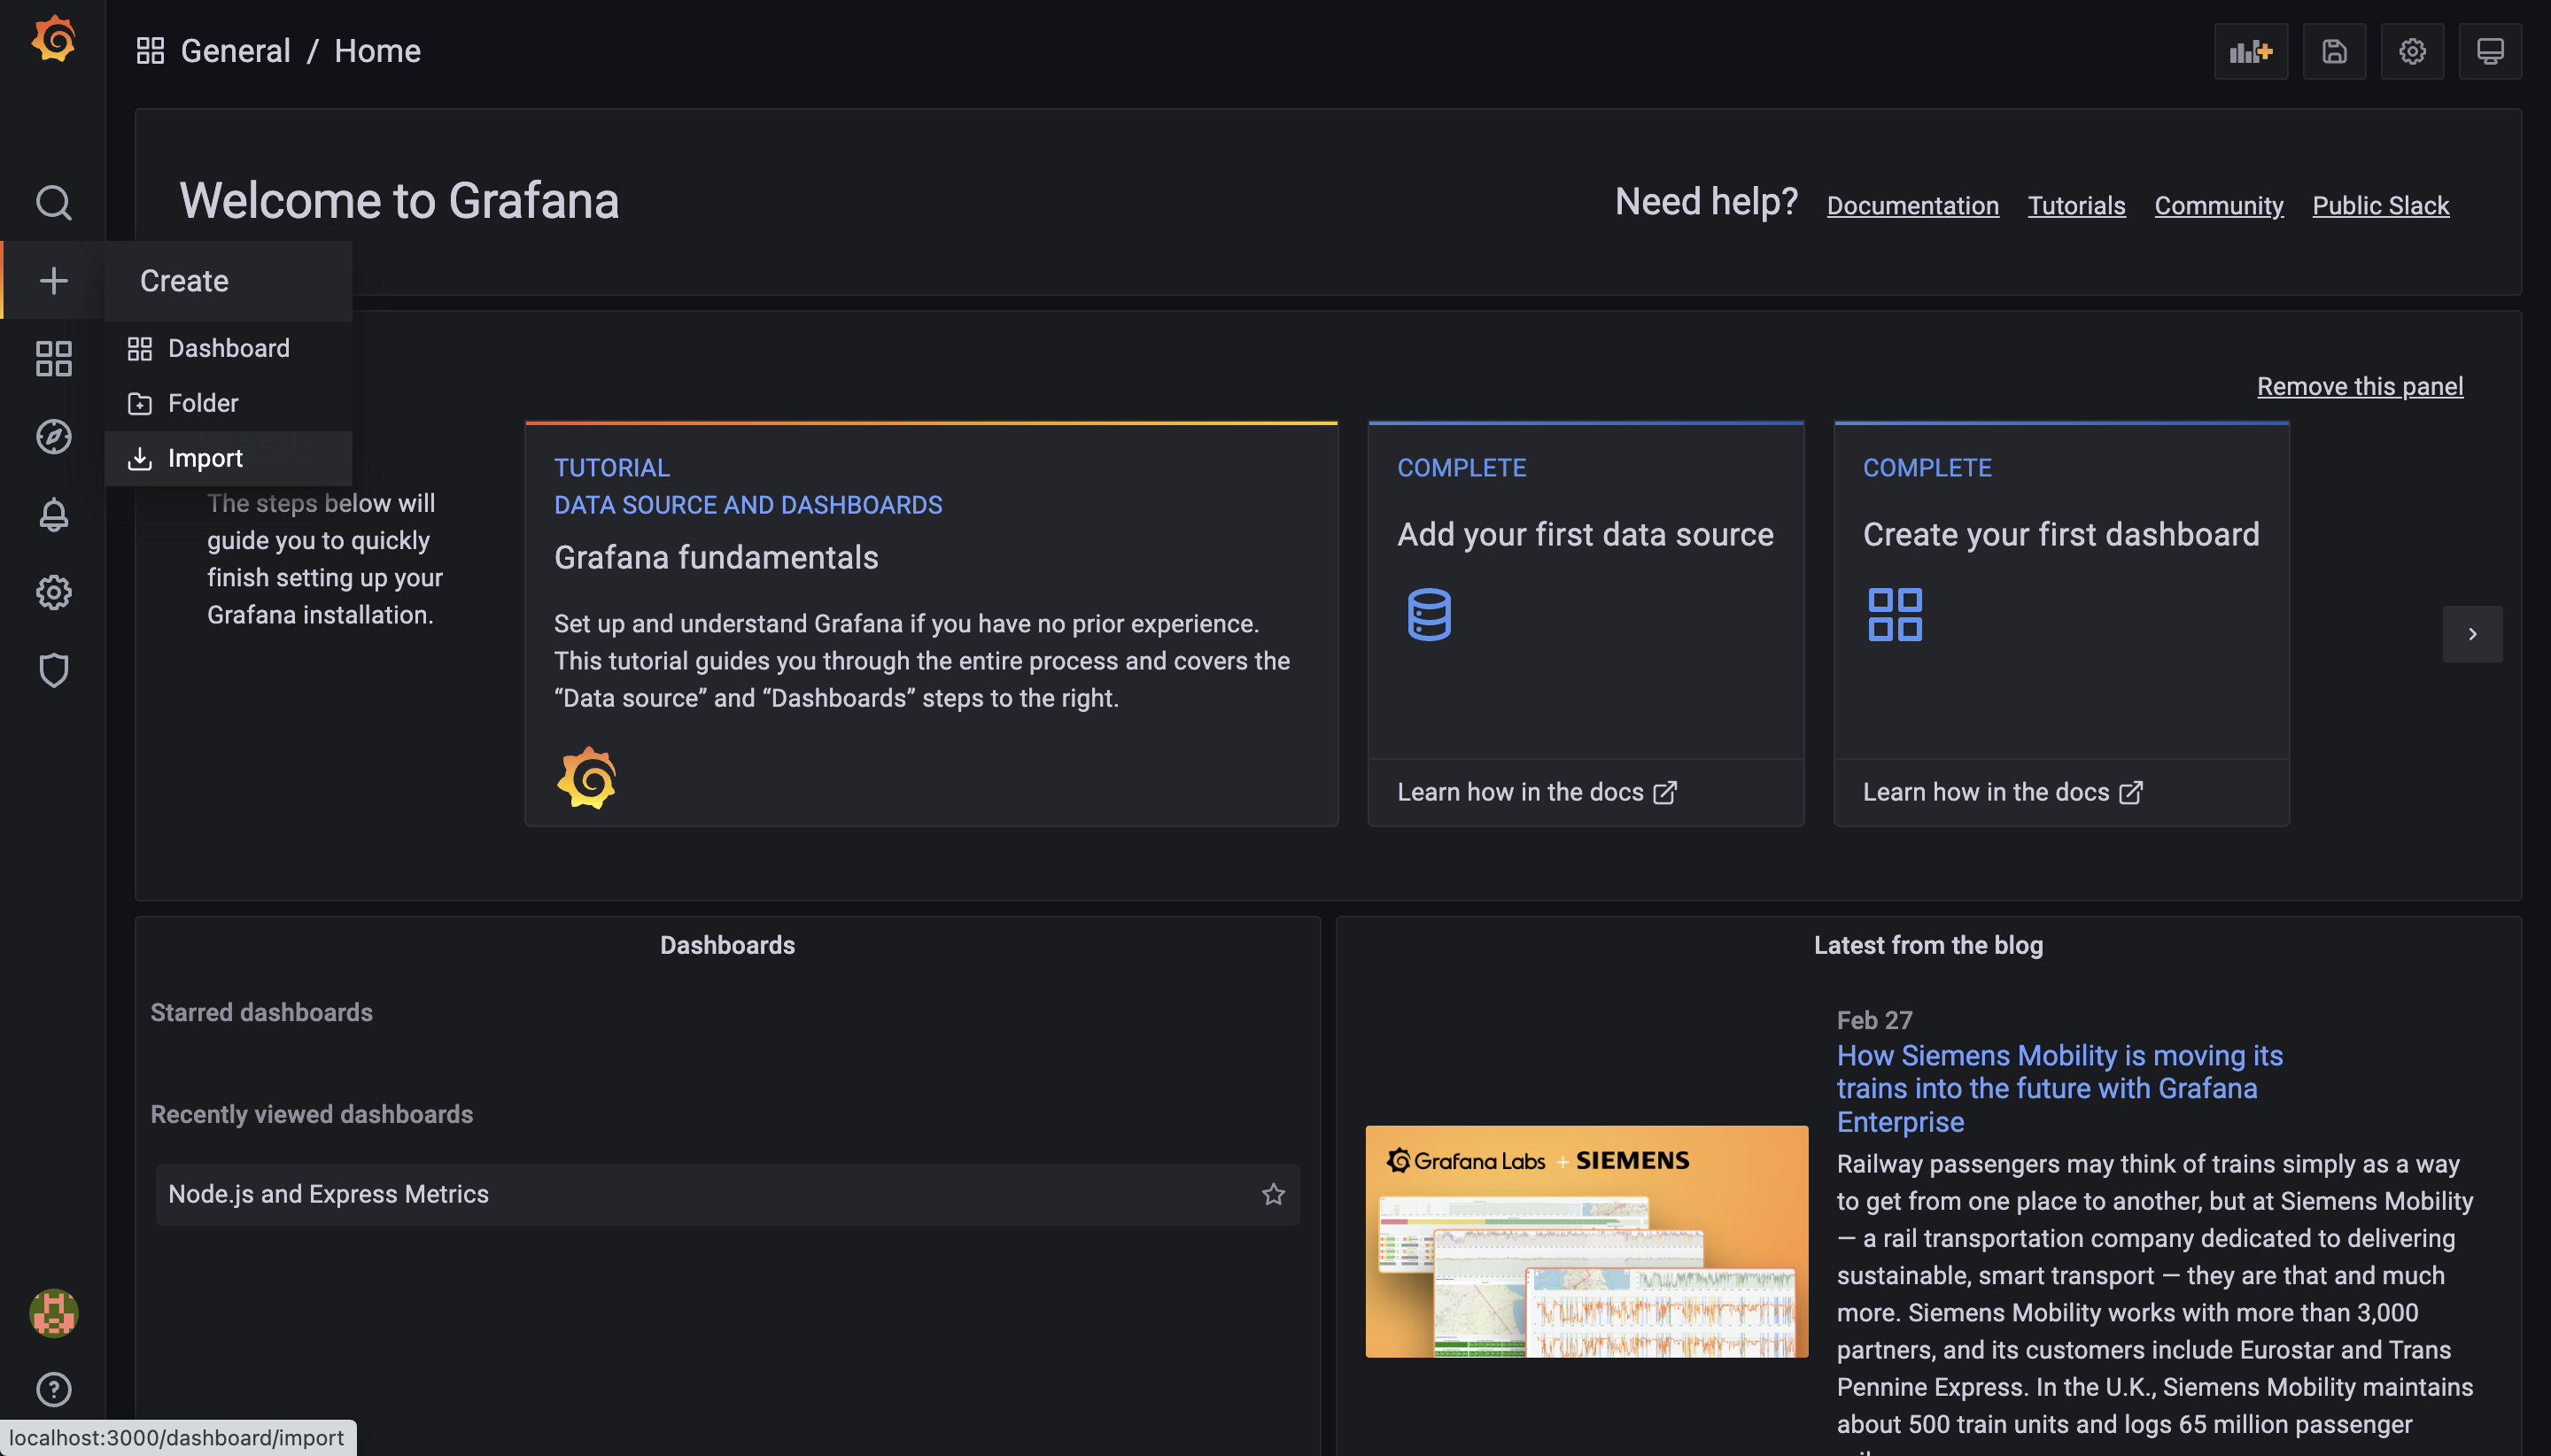 General / Home
Welcome to Grafana
Need help? Documentation Tutorials Community Public Slack
Create
Dashboard
Folder
Import
Remove this panel
The steps below will
guide you to quickly
finish setting up your
Grafana installation.
TUTORIAL
DATA SOURCE AND DASHBOARDS
Grafana fundamentals
Set up and understand Grafana if you have no prior experience.
This tutorial guides you through the entire process and covers the
“Data source” and “Dashboards” steps to the right.
COMPLETE
Add your first data source
Learn how in the docs
COMPLETE
Create your first dashboard
Learn how in the docs
Dashboards
Starred dashboards
Recently viewed dashboards
Node.js and Express Metrics
Latest from the blog
Grafana Labs + SIEMENS
Feb 27
How Siemens Mobility is moving its
trains into the future with Grafana
Enterprise
Railway passengers may think of trains simply as a way
to get from one place to another, but at Siemens Mobility
— a rail transportation company dedicated to delivering
sustainable, smart transport — they are that and much
more. Siemens Mobility works with more than 3,000
partners, and its customers include Eurostar and Trans
Pennine Express. In the U.K., Siemens Mobility maintains
about 500 train units and logs 65 million passenger
localhost:3000/dashboard/import